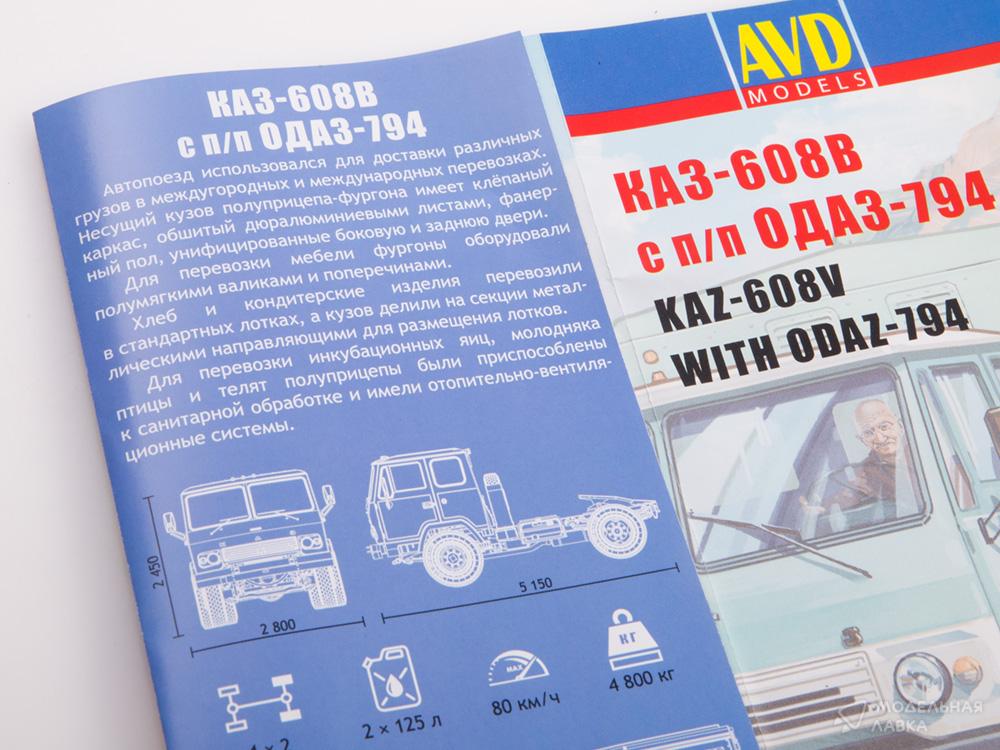 КАЗ-608В
с п/п ОДАЗ-794
Автопоезд использовался для доставки различных
грузов в междугородных и международных перевозках.
Несущий кузов полуприцепа-фургона имеет клёпаный
каркас, обшитый дюралюминиевыми листами, фанер-
ный пол, унифицированные боковую и заднюю двери.
Для перевозки мебели фургоны оборудовали
полумягкими валиками и поперечинами.
Хлеб и кондитерские изделия перевозили
в стандартных лотках, а кузов делили на секции метал-
лическими направляющими для размещения лотков.
Для перевозки инкубационных яиц, молодняка
птицы и телят полуприцепы были приспособлены
к санитарной обработке и имели отопительно-вентиля-
ционные системы.
2 450
2 800
5 150
MAX
КГ
4 x 2
2 x 125 л
80 км/ч
4 800 кг
AVD
MODELS
КАЗ-608В
с п/п ОДАЗ-794
KAZ-608V
WITH ODAZ-794
МОДЕЛЬНАЯ
ЛАВКА